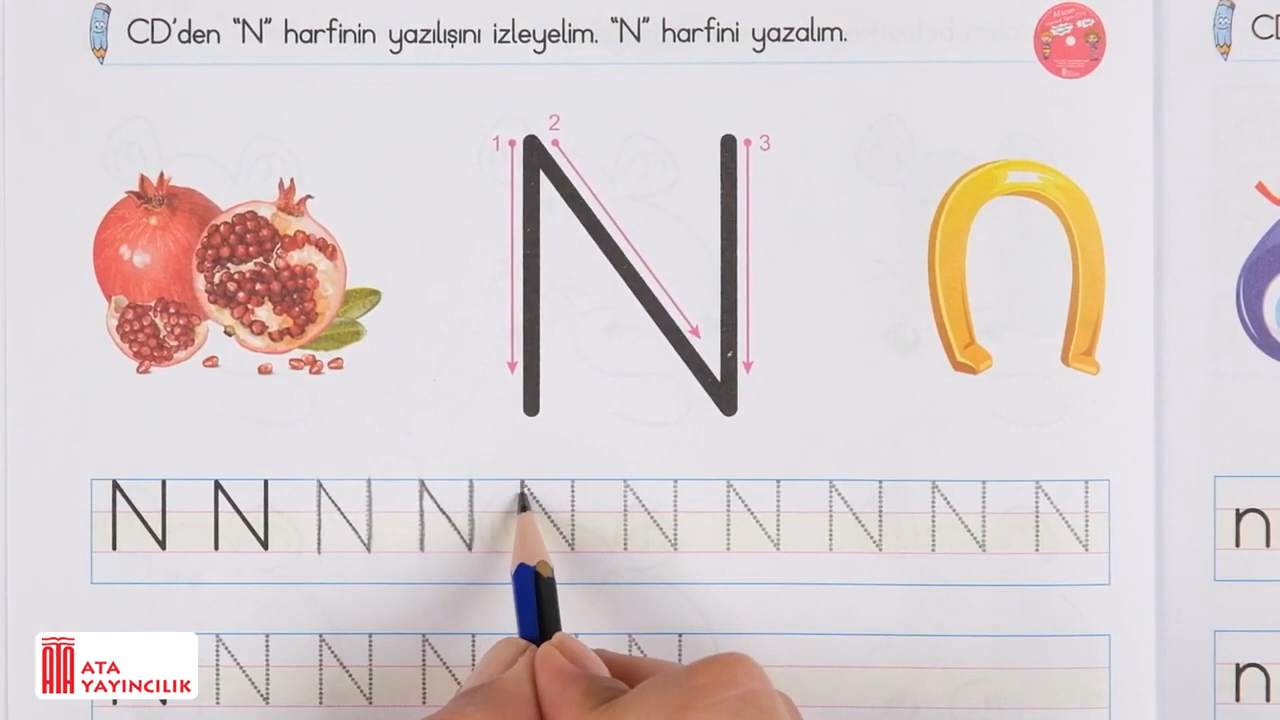 CD'den "N" harfinin yazılışını izleyelim. "N" harfini yazalım.
1 2 3
N
N N N N N N N N N N
n
N N N N N N
n
ATA
YAYINCILIK